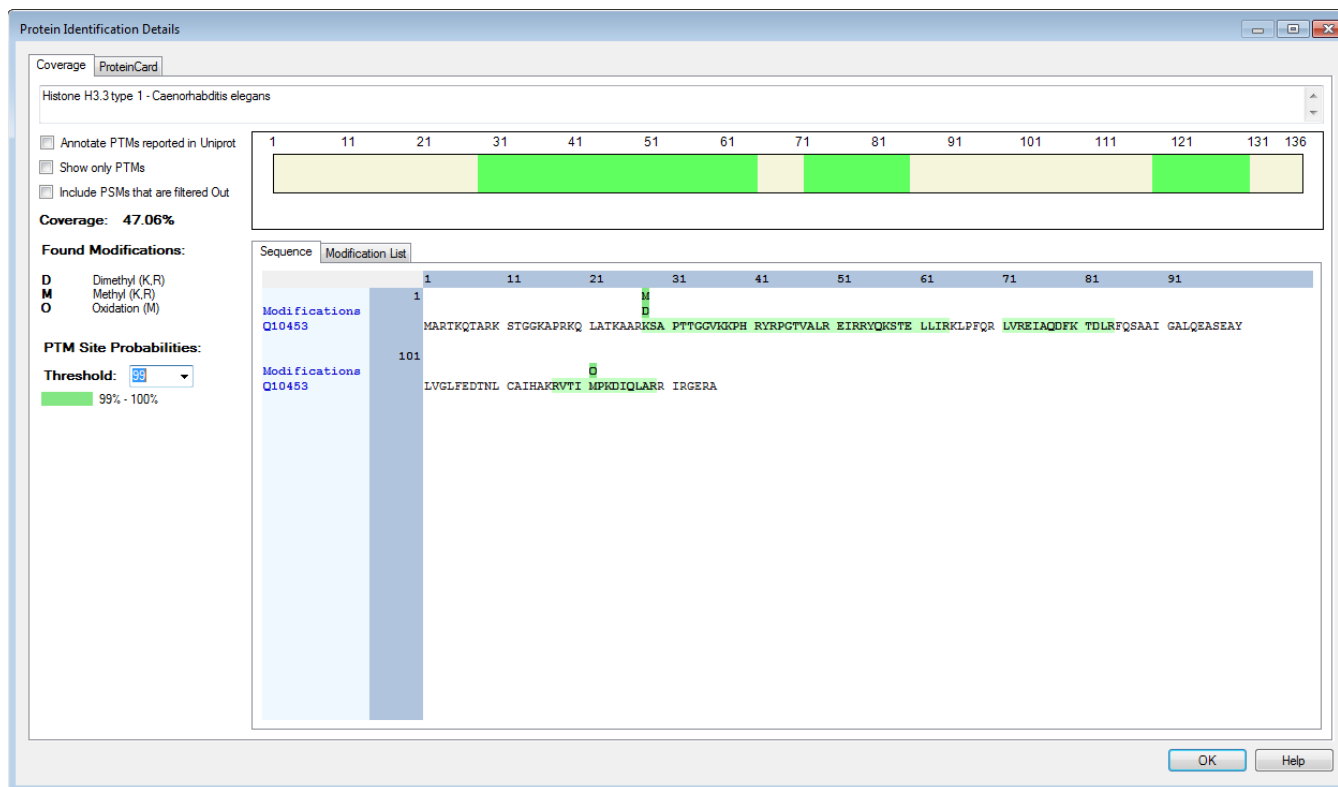 Protein Identification Details
Coverage ProteinCard
Histone H3.3 type 1 - Caenorhabditis elegans
Annotate PTMs reported in Uniprot
Show only PTMs
Include PSMs that are filtered Out
Coverage: 47.06%
1 11 21 31 41 51 61 71 81 91 101 111 121 131 136
Found Modifications:
D Dimethyl (K,R)
M Methyl (K,R)
O Oxidation (M)
PTM Site Probabilities:
Threshold: 99
99% - 100%
Sequence Modification List
1 11 21 31 41 51 61 71 81 91
1 M
Modifications D
Q10453 MARTKQTARK STGGKAPRKQ LATKAARKSA PTTGGVKKPH RYRPGTVALR EIRRYQKSTE LLIRKLPFQR LVREIAQDFK TDLRFQSAAI GALQEASEAY
101
Modifications O
Q10453 LVGLFEDTNL CAIHAKRVTI MPKDIQLARR IRGERA
OK Help